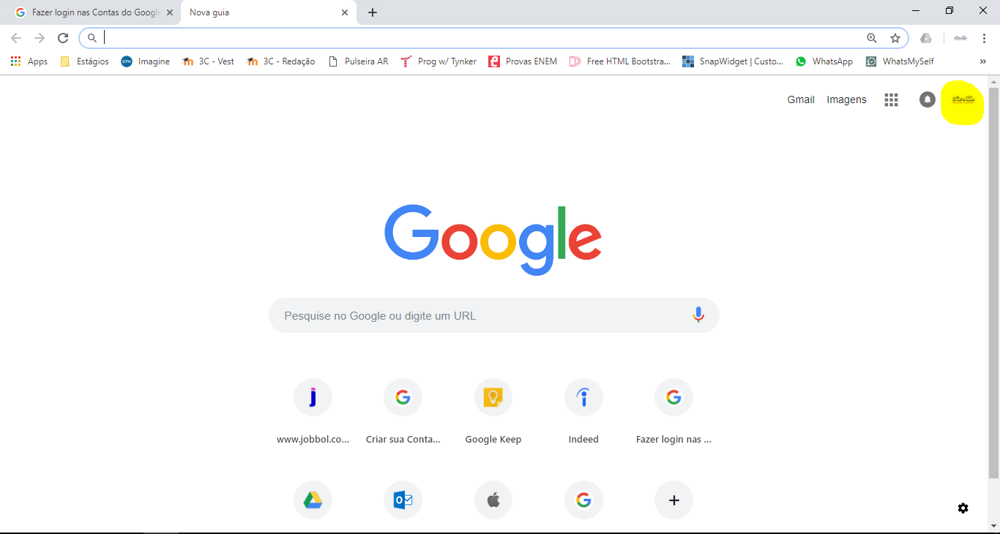 Fazer login nas Contas do Google
Nova guia
Apps Estágios Imagine 3C - Vest 3C - Redação Pulseira AR Prog w/ Tynker Provas ENEM Free HTML Bootstra... SnapWidget | Custo... WhatsApp WhatsMySelf »
Gmail Imagens
Google
Pesquise no Google ou digite um URL
www.jobbol.co... Criar sua Conta... Google Keep Indeed Fazer login nas ...